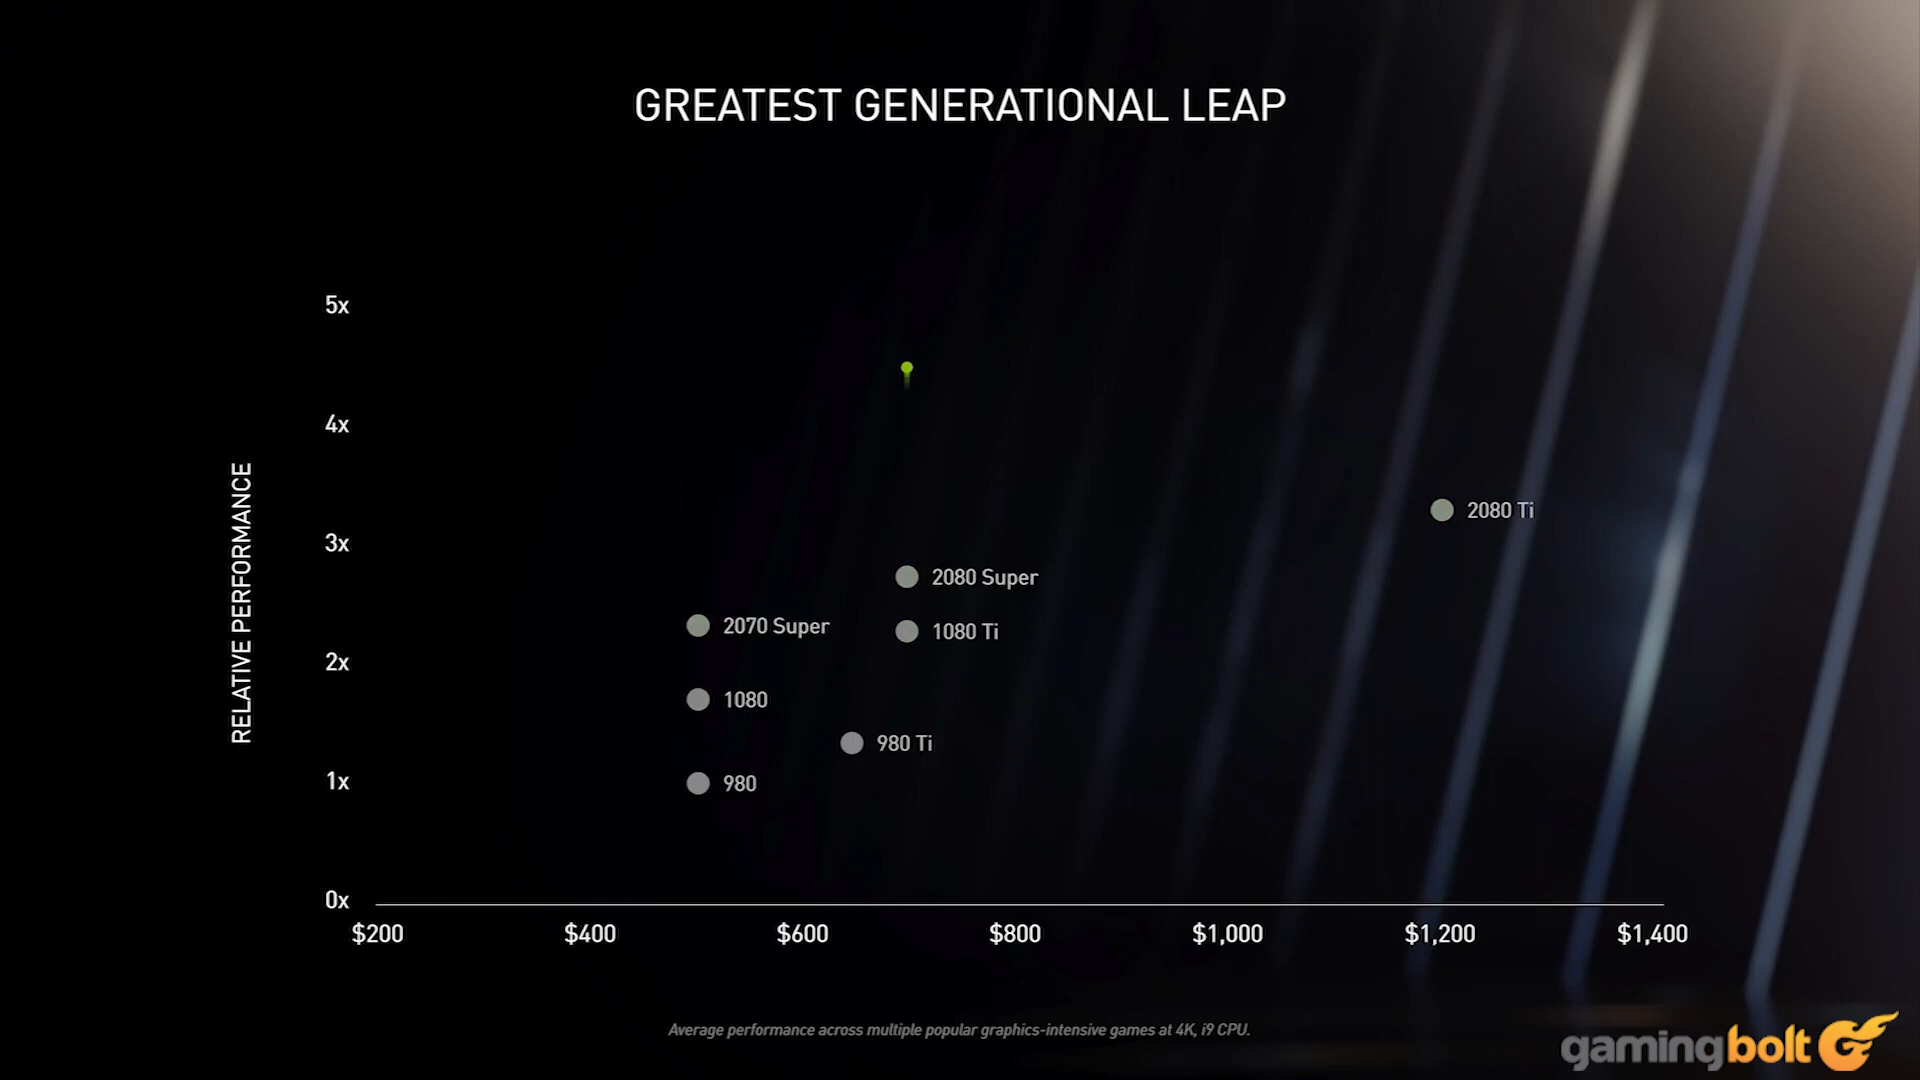 GREATEST GENERATIONAL LEAP
5x
4x
3x
2x
1x
0x
RELATIVE PERFORMANCE
2080 Ti
2080 Super
2070 Super
1080 Ti
1080
980 Ti
980
$200 $400 $600 $800 $1,000 $1,200 $1,400
Average performance across multiple popular graphics-intensive games at 4K, i9 CPU.
gamingbolt